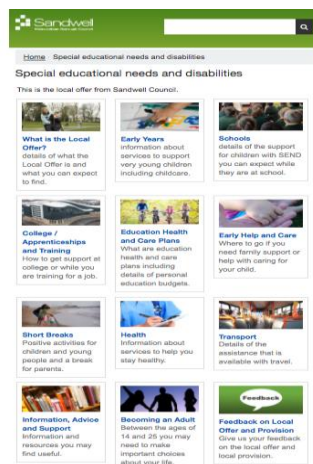 Sandwell
Metropolitan Borough Council
Home Special educational needs and disabilities
Special educational needs and disabilities
This is the local offer from Sandwell Council.
What is the Local
Offer?
details of what the
Local Offer is and
what you can expect
to find.
Early Years
information about
services to support
very young children
including childcare.
Schools
details of the support
for children with SEND
you can expect while
they are at school.
College /
Apprenticeships
and Training
How to get support at
college or while you
are training for a job.
Education Health
and Care Plans
What are education
health and care
plans including
details of personal
education budgets.
Early Help and Care
Where to go if you
need family support or
help with caring for
your child.
Short Breaks
Positive activities for
children and young
people and a break
for parents.
Health
Information about
services to help you
stay healthy.
Transport
Details of the
assistance that is
available with travel.
Information, Advice
and Support
Information and
resources you may
find useful.
Becoming an Adult
Between the ages of
14 and 25 you may
need to make
important choices
about your life.
Feedback
Feedback on Local
Offer and Provision
Give us your feedback
on the local offer and
local provision.